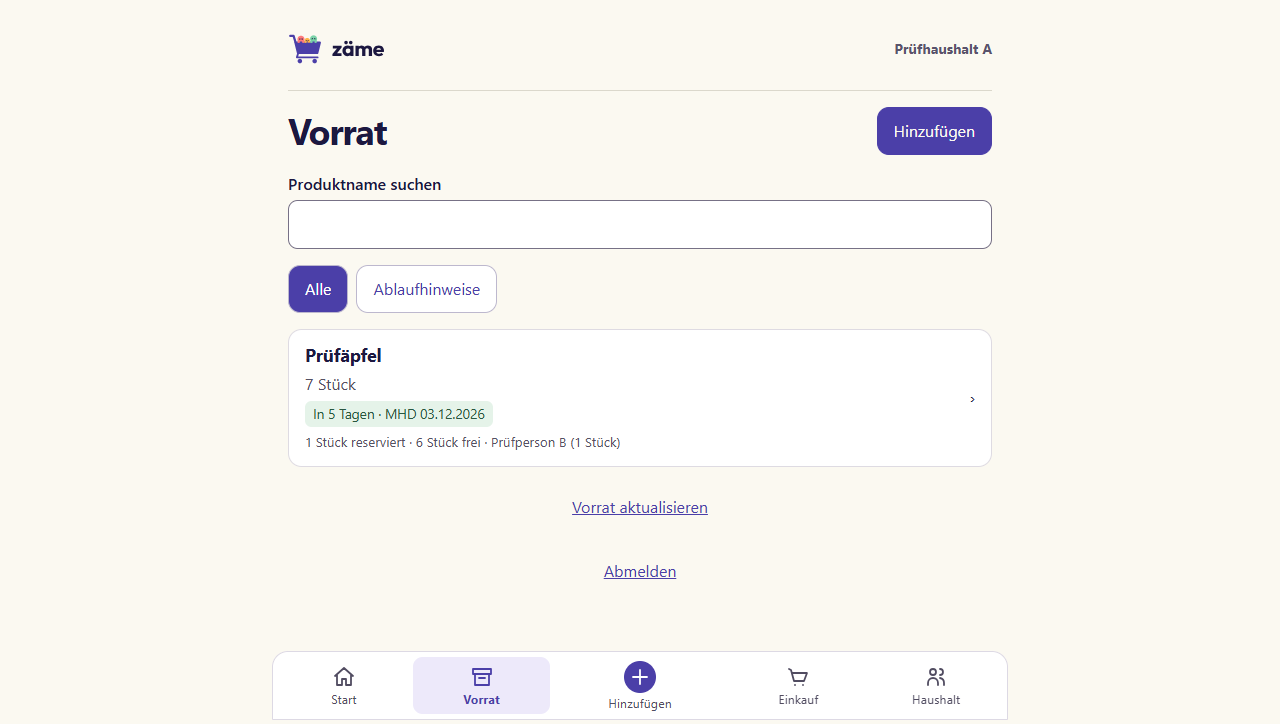 zäme
Prüfhaushalt A
Vorrat
Hinzufügen
Produktname suchen
Alle
Ablaufhinweise
Prüfäpfel
7 Stück
In 5 Tagen · MHD 03.12.2026
1 Stück reserviert · 6 Stück frei · Prüfperson B (1 Stück)
Vorrat aktualisieren
Abmelden
Start
Vorrat
Hinzufügen
Einkauf
Haushalt